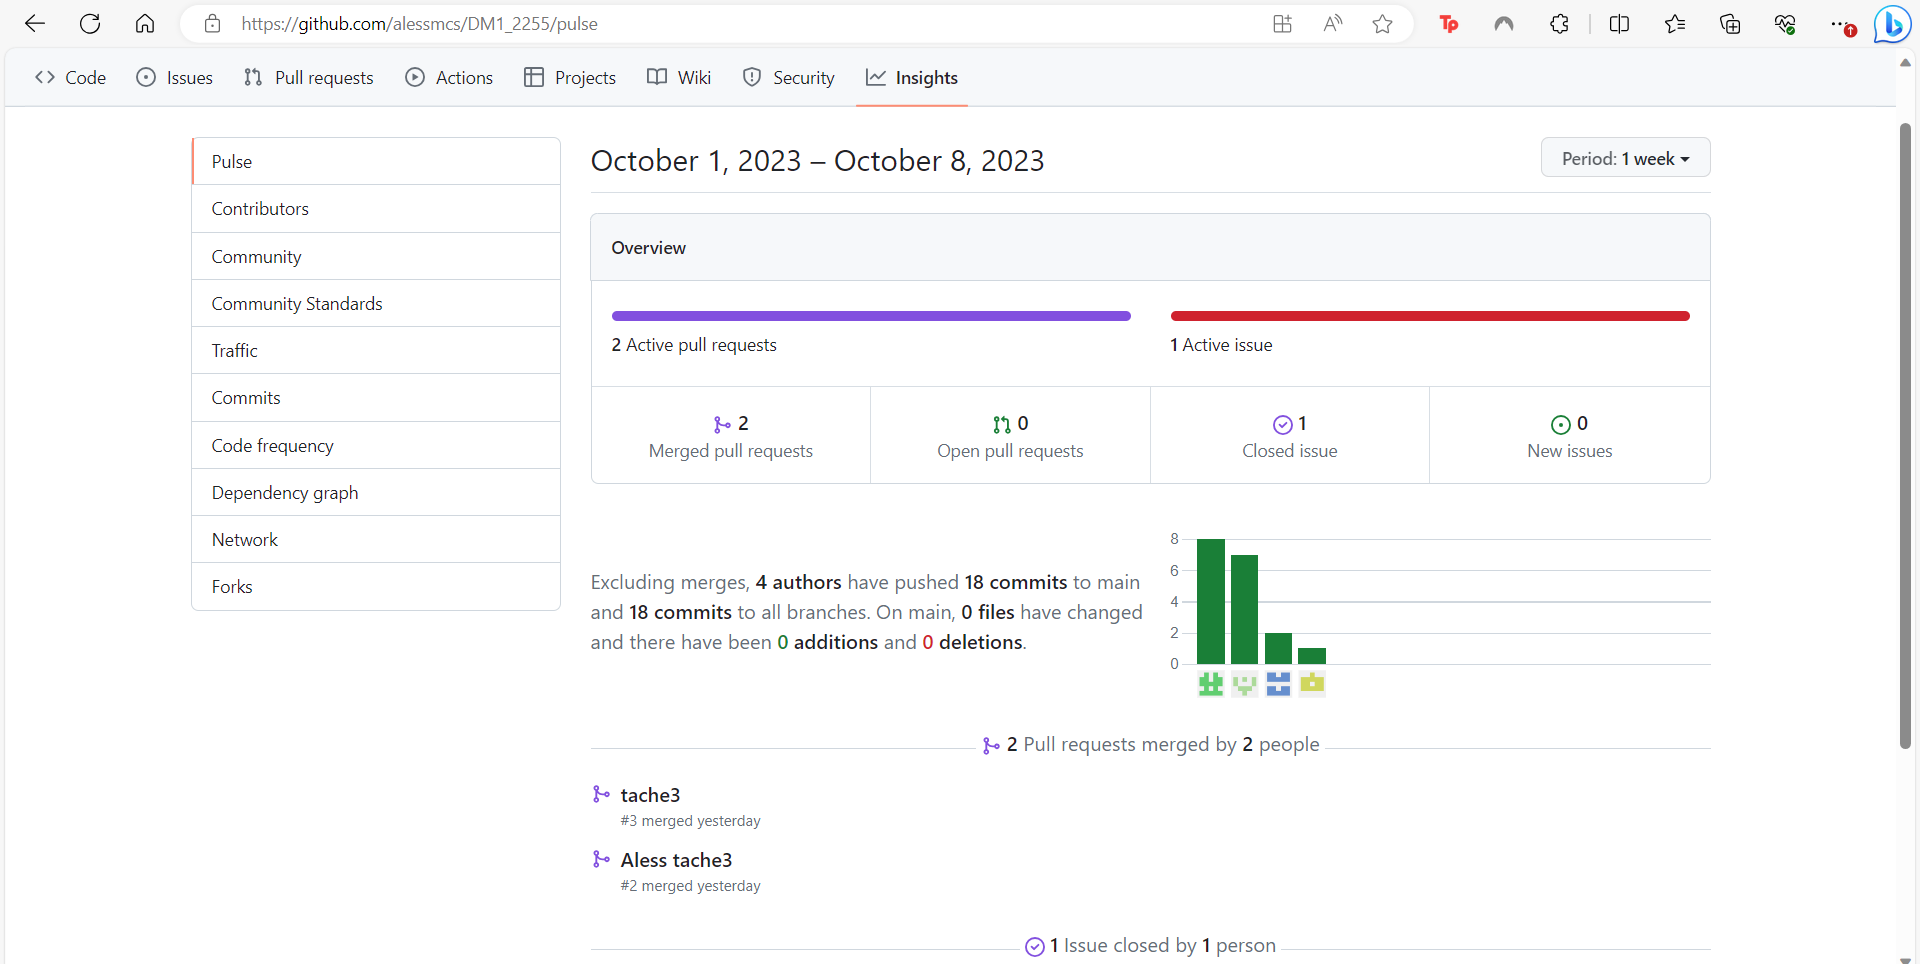 https://github.com/alessmcs/DM1_2255/pulse
Tp
Code Issues Pull requests Actions Projects Wiki Security Insights
Pulse
Contributors
Community
Community Standards
Traffic
Commits
Code frequency
Dependency graph
Network
Forks
October 1, 2023 – October 8, 2023
Period: 1 week
Overview
2 Active pull requests
1 Active issue
2
Merged pull requests
0
Open pull requests
1
Closed issue
0
New issues
Excluding merges, 4 authors have pushed 18 commits to main
and 18 commits to all branches. On main, 0 files have changed
and there have been 0 additions and 0 deletions.
8
6
4
2
0
2 Pull requests merged by 2 people
tache3
#3 merged yesterday
Aless tache3
#2 merged yesterday
1 Issue closed by 1 person